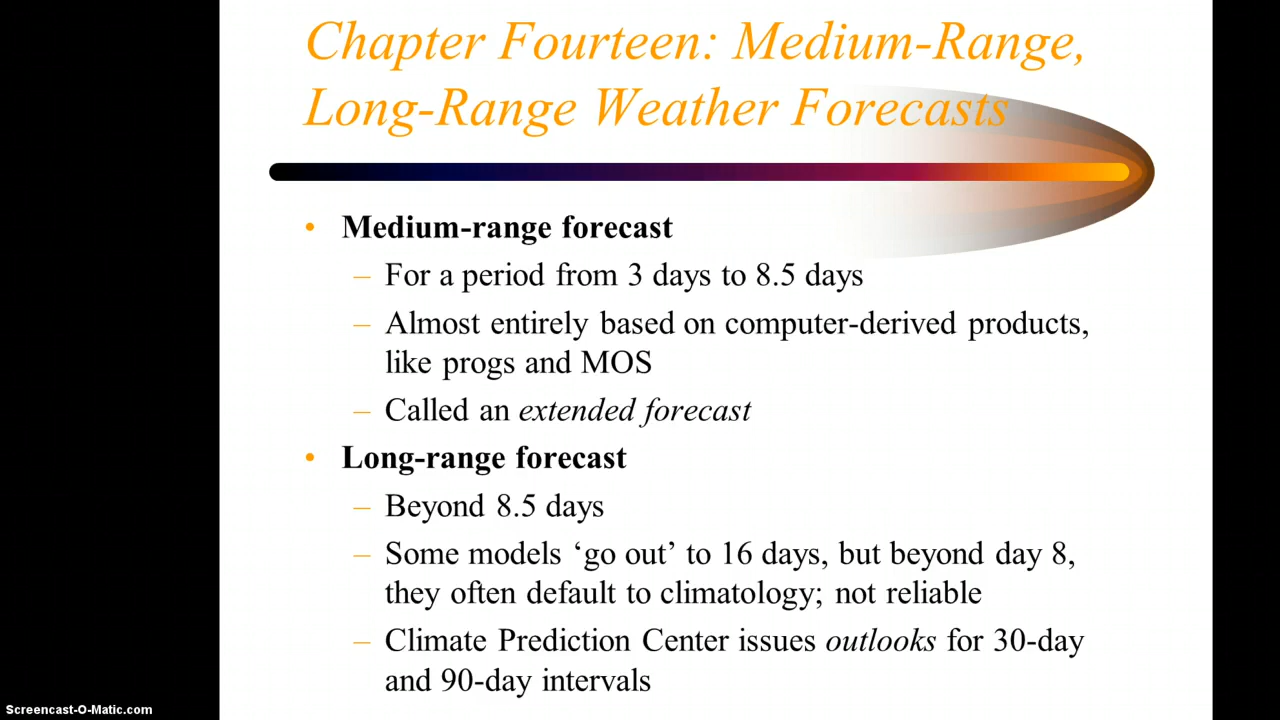 Chapter Fourteen: Medium-Range,
Long-Range Weather Forecasts
• Medium-range forecast
– For a period from 3 days to 8.5 days
– Almost entirely based on computer-derived products,
like progs and MOS
– Called an extended forecast
• Long-range forecast
– Beyond 8.5 days
– Some models ‘go out’ to 16 days, but beyond day 8,
they often default to climatology; not reliable
– Climate Prediction Center issues outlooks for 30-day
and 90-day intervals
Screencast-O-Matic.com